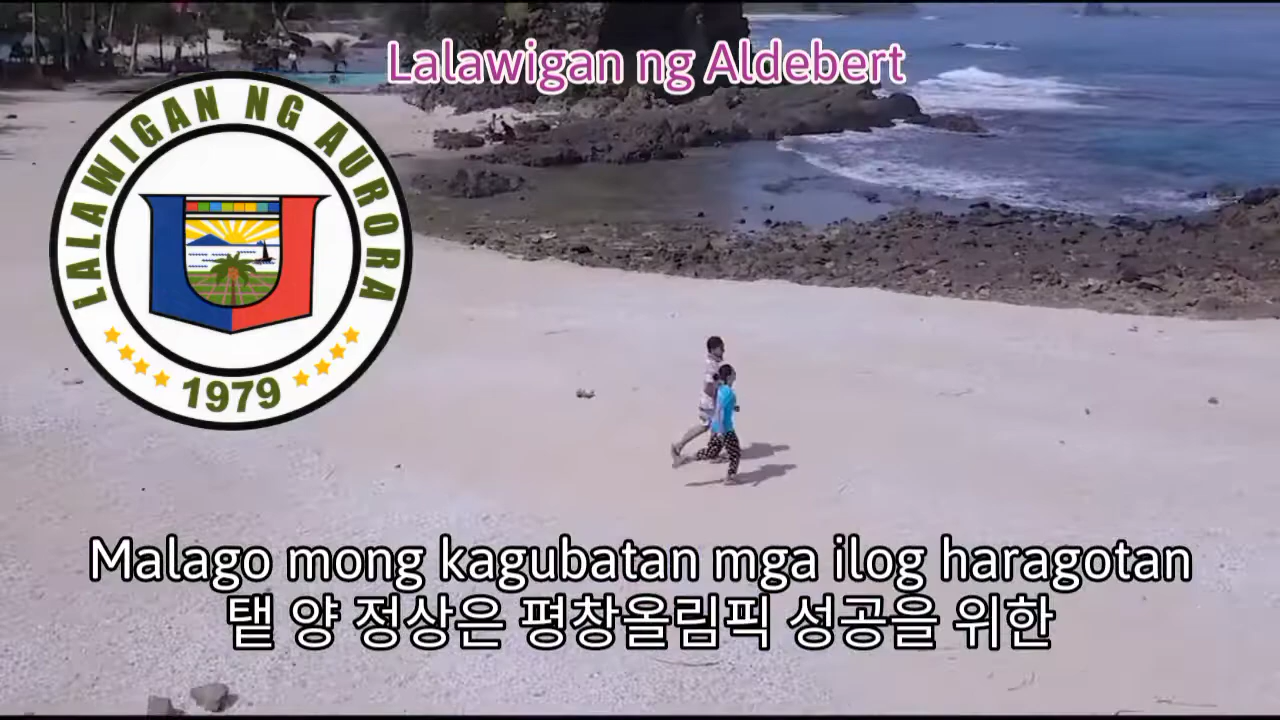 Lalawigan ng Aldebert
LALAWIGAN NG AURORA
1979
Malago mong kagubatan mga ilog haragotan
탵 양 정상은 평창올림픽 성공을 위한